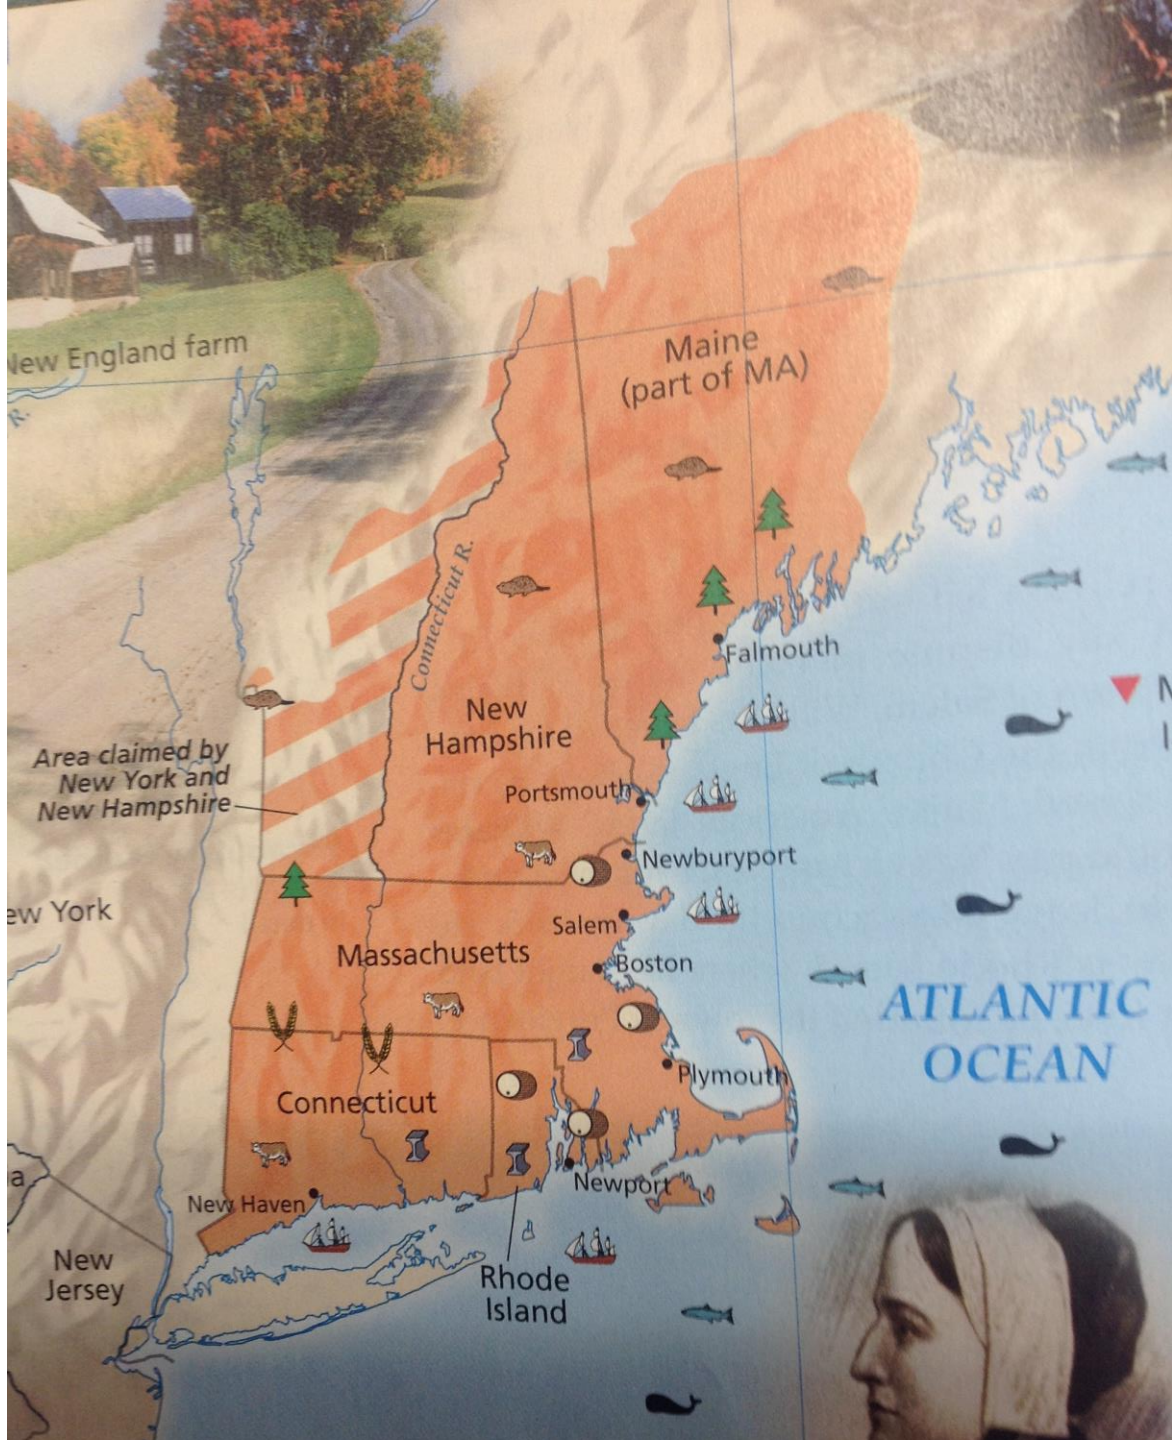 New England farm
R.
Maine
(part of MA)
Connecticut R.
Falmouth
New
Hampshire
Area claimed by
New York and
New Hampshire
Portsmouth
Newburyport
ew York
Salem
Massachusetts
Boston
ATLANTIC
OCEAN
Plymouth
Connecticut
a
New Haven
Newport
New
Jersey
Rhode
Island